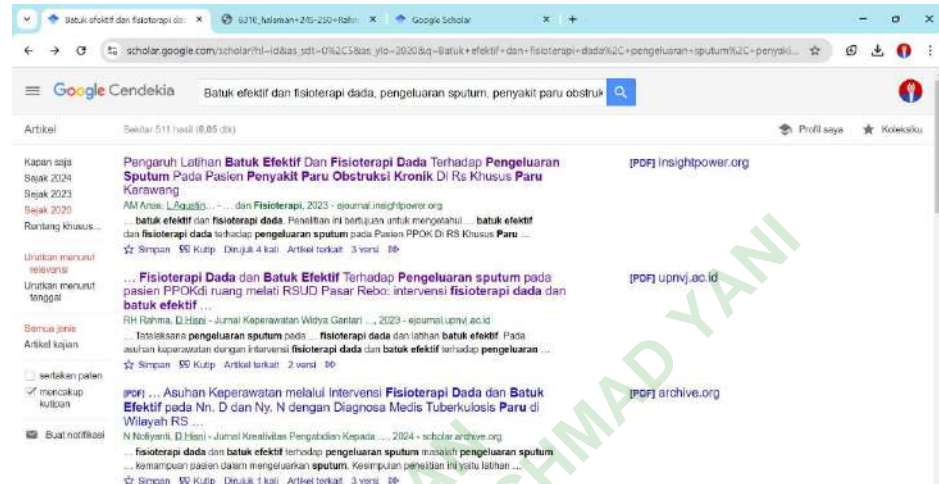 Batuk efektif dan fisioterapi da
6310_halaman+245-250+Rahm
Google Scholar
scholar.google.com/scholar?hl=id&as_sdt=0%2C5&as_ylo=2020&q=Batuk+efektif+dan+fisioterapi+dada%2C+pengeluaran+sputum%2C+penyaki...
Google Cendekia
Batuk efektif dan fisioterapi dada, pengeluaran sputum, penyakit paru obstruk
Artikel
Sekitar 511 hasil (0,05 dtk)
Profil saya
Koleksiku
Kapan saja
Sejak 2024
Sejak 2023
Sejak 2020
Rentang khusus...
Urutkan menurut
relevansi
Urutkan menurut
tanggal
Semua jenis
Artikel kajian
sertakan paten
mencakup
kutipan
Buat notifikasi
Pengaruh Latihan Batuk Efektif Dan Fisioterapi Dada Terhadap Pengeluaran
Sputum Pada Pasien Penyakit Paru Obstruksi Kronik Di Rs Khusus Paru
Karawang
[PDF] insightpower.org
AM Anas, L Agustin... - ... dan Fisioterapi, 2023 - ejournal.insightpower.org
... batuk efektif dan fisioterapi dada. Penelitian ini bertujuan untuk mengetahui ... batuk efektif
dan fisioterapi dada terhadap pengeluaran sputum pada Pasien PPOK DI RS Khusus Paru ...
Simpan Kutip Dirujuk 4 kali Artikel terkait 3 versi
... Fisioterapi Dada dan Batuk Efektif Terhadap Pengeluaran sputum pada
pasien PPOKdi ruang melati RSUD Pasar Rebo: intervensi fisioterapi dada dan
batuk efektif ...
[PDF] upnvj.ac.id
RH Rahma, D Hisni - Jurnal Keperawatan Widya Gantari ..., 2023 - ejournal.upnvj.ac.id
... Tatalaksana pengeluaran sputum pada ... fisioterapi dada dan latihan batuk efektif. Pada
asuhan keperawatan dengan intervensi fisioterapi dada dan batuk efektif terhadap pengeluaran ...
Simpan Kutip Artikel terkait 2 versi
[PDF] ... Asuhan Keperawatan melalui Intervensi Fisioterapi Dada dan Batuk
Efektif pada Nn. D dan Ny. N dengan Diagnosa Medis Tuberkulosis Paru di
Wilayah RS ...
[PDF] archive.org
N Nofiyanti, D Hisni - Jurnal Kreativitas Pengabdian Kepada ..., 2024 - scholar.archive.org
... fisioterapi dada dan batuk efektif terhadap pengeluaran sputum masalah pengeluaran sputum
... kemampuan pasien dalam mengeluarkan sputum. Kesimpulan penelitian ini yaitu latihan ...
Simpan Kutip Dirujuk 1 kali Artikel terkait 3 versi
AN
ACHMAD YANI